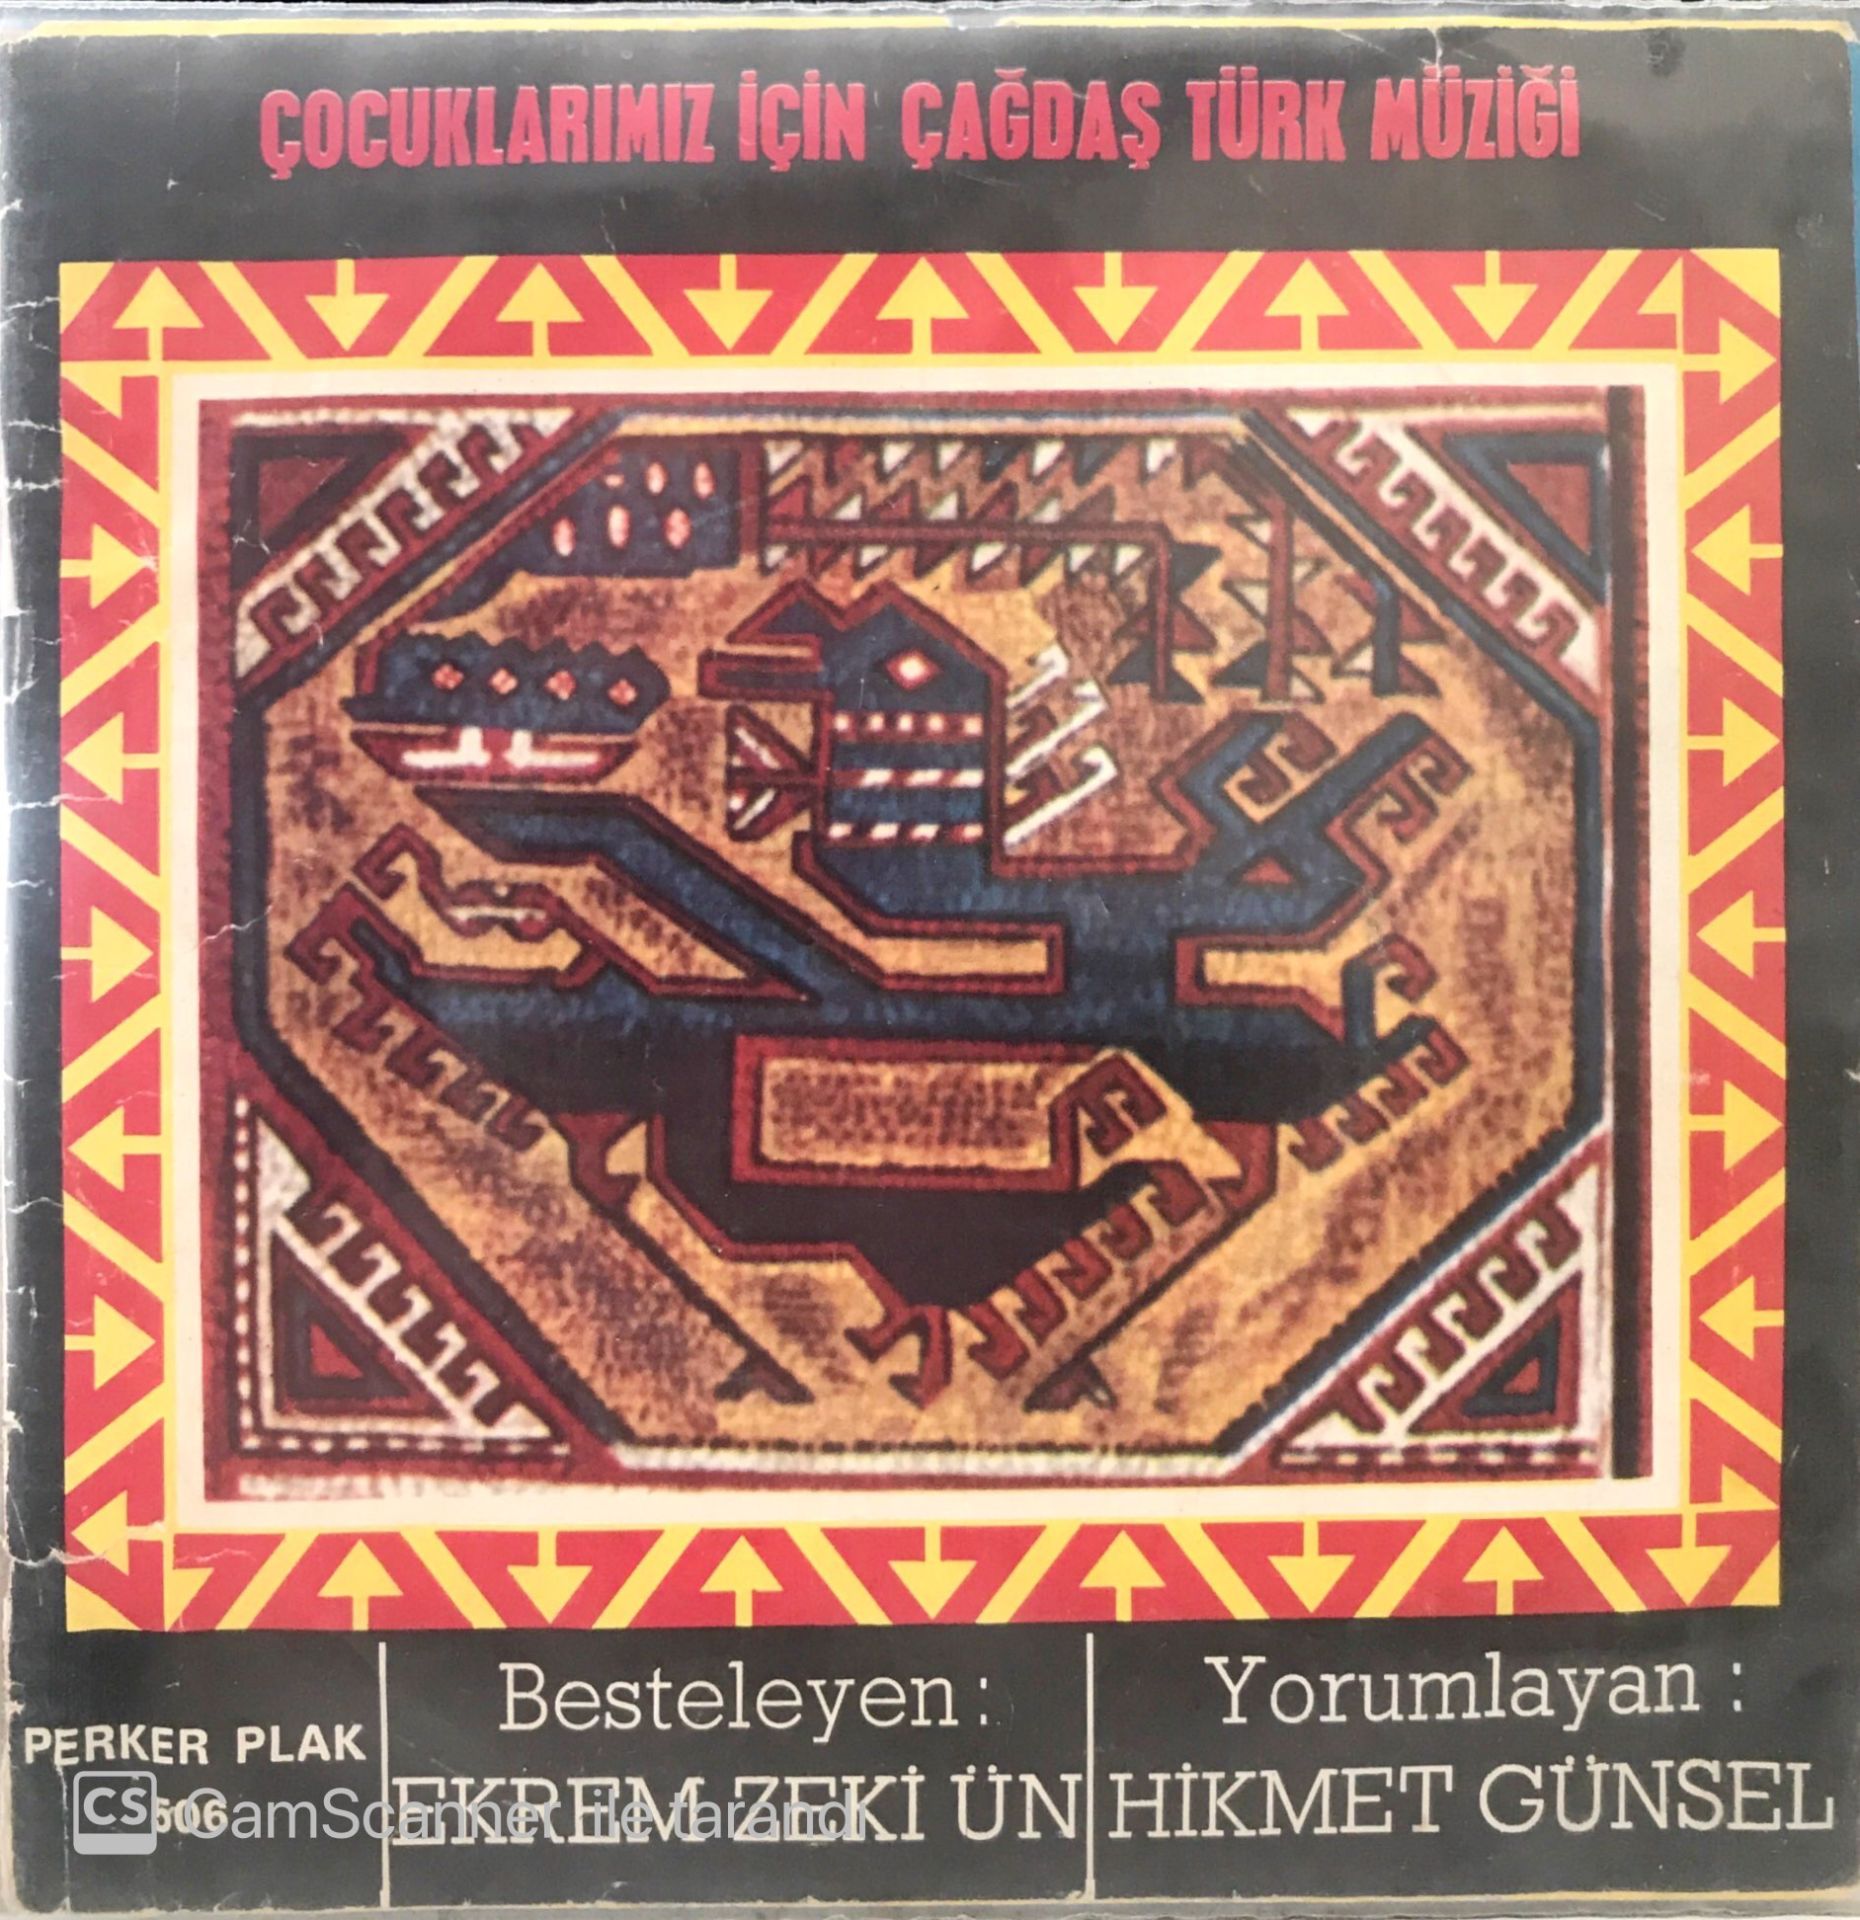 ÇOCUKLARIMIZ İÇİN ÇAĞDAŞ TÜRK MÜZİĞİ
PERKER PLAK
Besteleyen:
EKREM ZEKİ ÜN
Yorumlayan:
HİKMET GÜNSEL
CS CamScanner ile tarandı